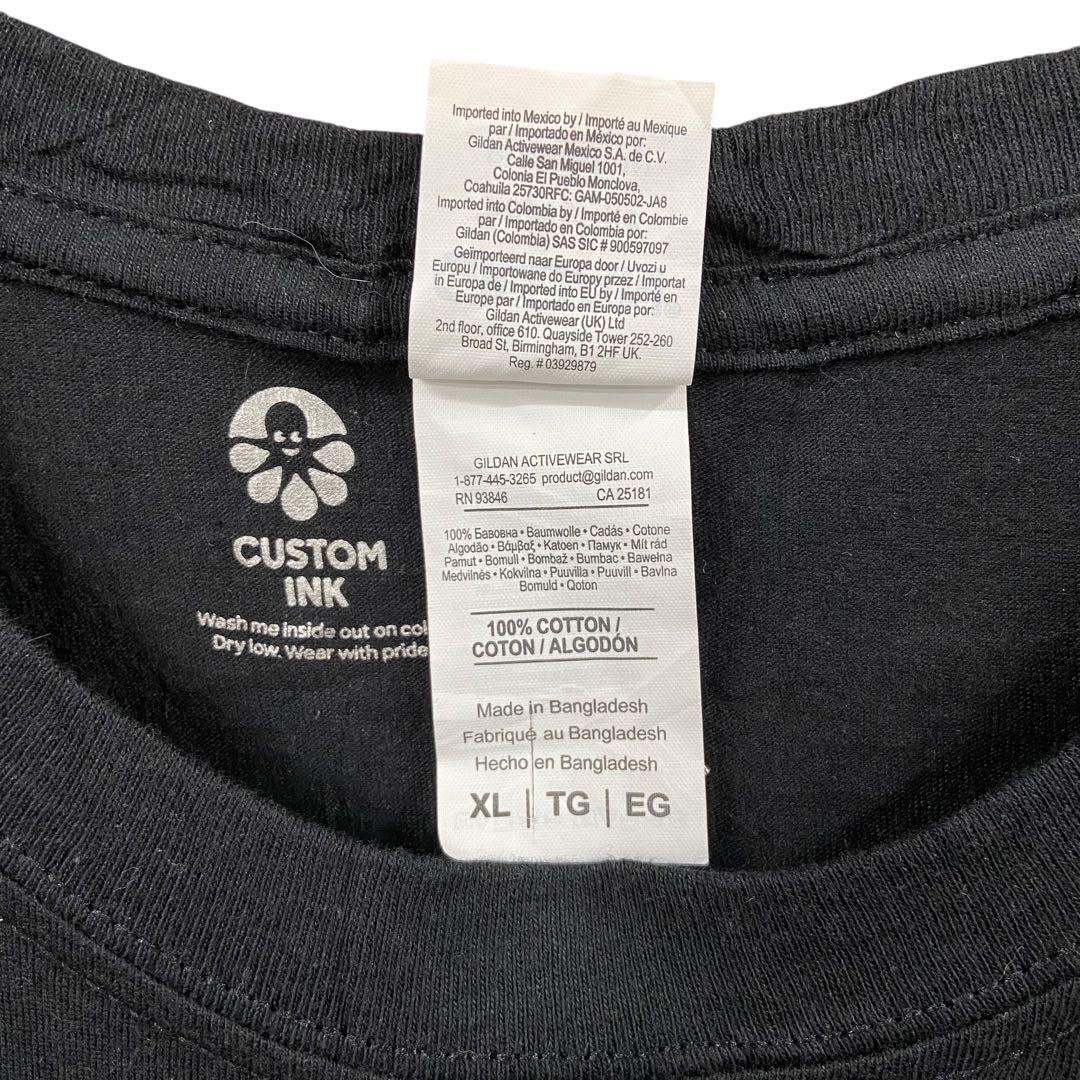 Imported into Mexico by / Importé au Mexique
par / Importado en México por:
Gildan Activewear Mexico S.A. de C.V.
Calle San Miguel 1001,
Colonia El Pueblo Monclova,
Coahuila 25730RFC: GAM-050502-JA8
Imported into Colombia by / Importé en Colombie
par / Importado en Colombia por:
Gildan (Colombia) SAS SIC # 900597097
Geïmporteerd naar Europa door / Uvozi u
Europu / Importowane do Europy przez / Importat
in Europa de / Imported into EU by / Importé en
Europe par / Importado en Europa por:
Gildan Activewear (UK) Ltd
2nd floor, office 610. Quayside Tower 252-260
Broad St, Birmingham, B1 2HF UK.
Reg. # 03929879
GILDAN ACTIVEWEAR SRL
1-877-445-3265 product@gildan.com
RN 93846 CA 25181
100% Бавовна • Baumwolle • Cadás • Cotone
Algodão • Βάμβαξ • Katoen • Памук • Mít rád
Pamut • Bomull • Bombaž • Bumbac • Bawełna
Medvilnės • Kokvilna • Puuvilla • Puuvill • Bavlna
Bomuld • Qoton
100% COTTON /
COTON / ALGODÓN
Made in Bangladesh
Fabriqué au Bangladesh
Hecho en Bangladesh
XL | TG | EG
CUSTOM
INK
Wash me inside out on
Dry low. Wear with pride